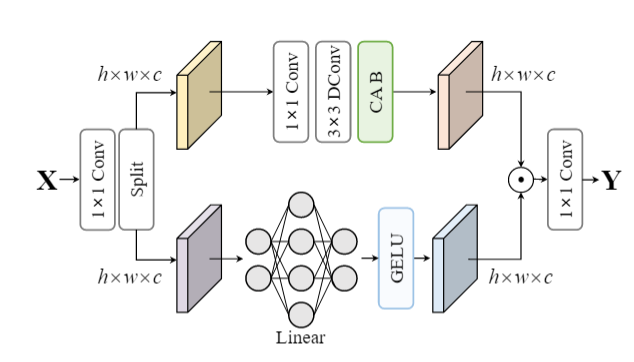 X
1×1 Conv
Split
h×w×c
1×1 Conv
3×3 DConv
CAB
h×w×c
h×w×c
Linear
GELU
h×w×c
1×1 Conv
Y